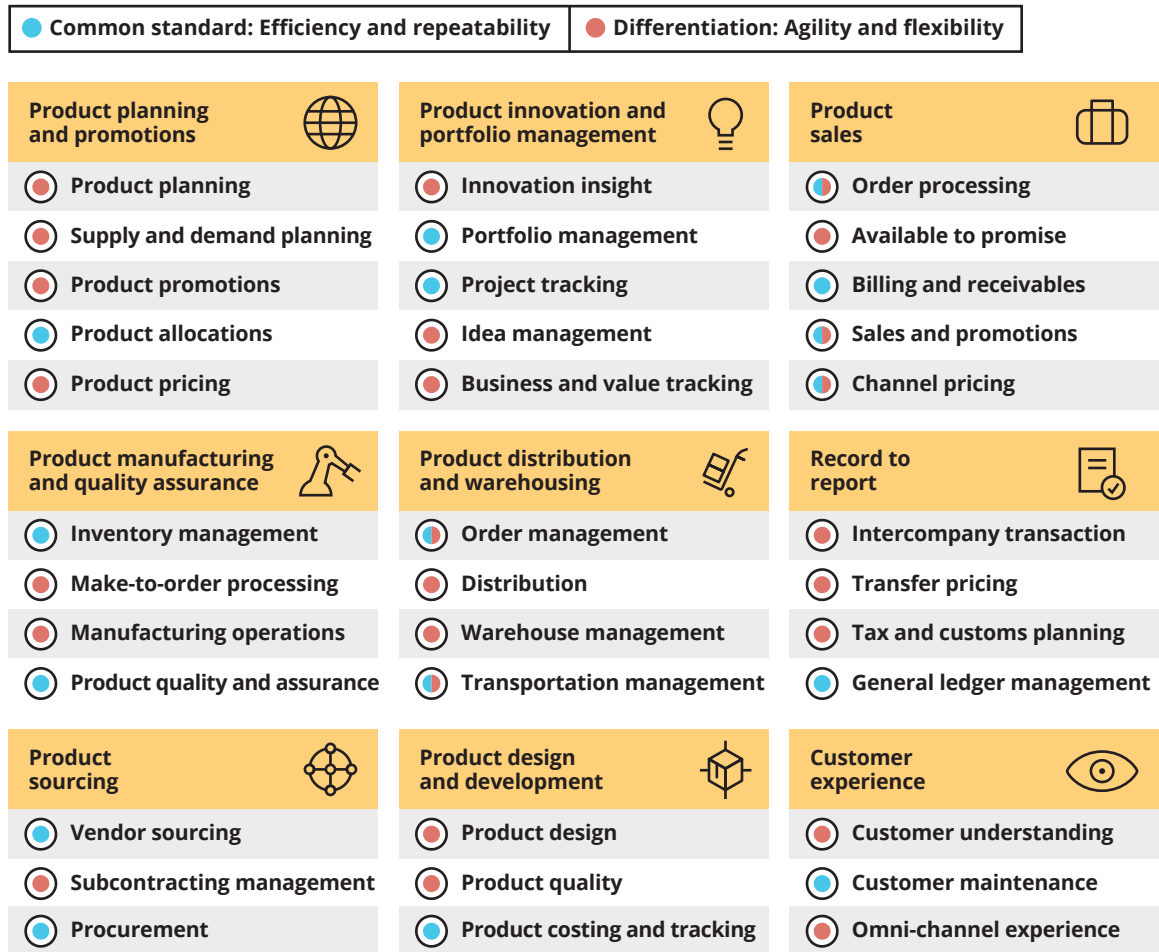 Common standard: Efficiency and repeatability
Differentiation: Agility and flexibility
Product planning
and promotions
Product planning
Supply and demand planning
Product promotions
Product allocations
Product pricing
Product innovation and
portfolio management
Innovation insight
Portfolio management
Project tracking
Idea management
Business and value tracking
Product
sales
Order processing
Available to promise
Billing and receivables
Sales and promotions
Channel pricing
Product manufacturing
and quality assurance
Inventory management
Make-to-order processing
Manufacturing operations
Product quality and assurance
Product distribution
and warehousing
Order management
Distribution
Warehouse management
Transportation management
Record to
report
Intercompany transaction
Transfer pricing
Tax and customs planning
General ledger management
Product
sourcing
Vendor sourcing
Subcontracting management
Procurement
Product design
and development
Product design
Product quality
Product costing and tracking
Customer
experience
Customer understanding
Customer maintenance
Omni-channel experience